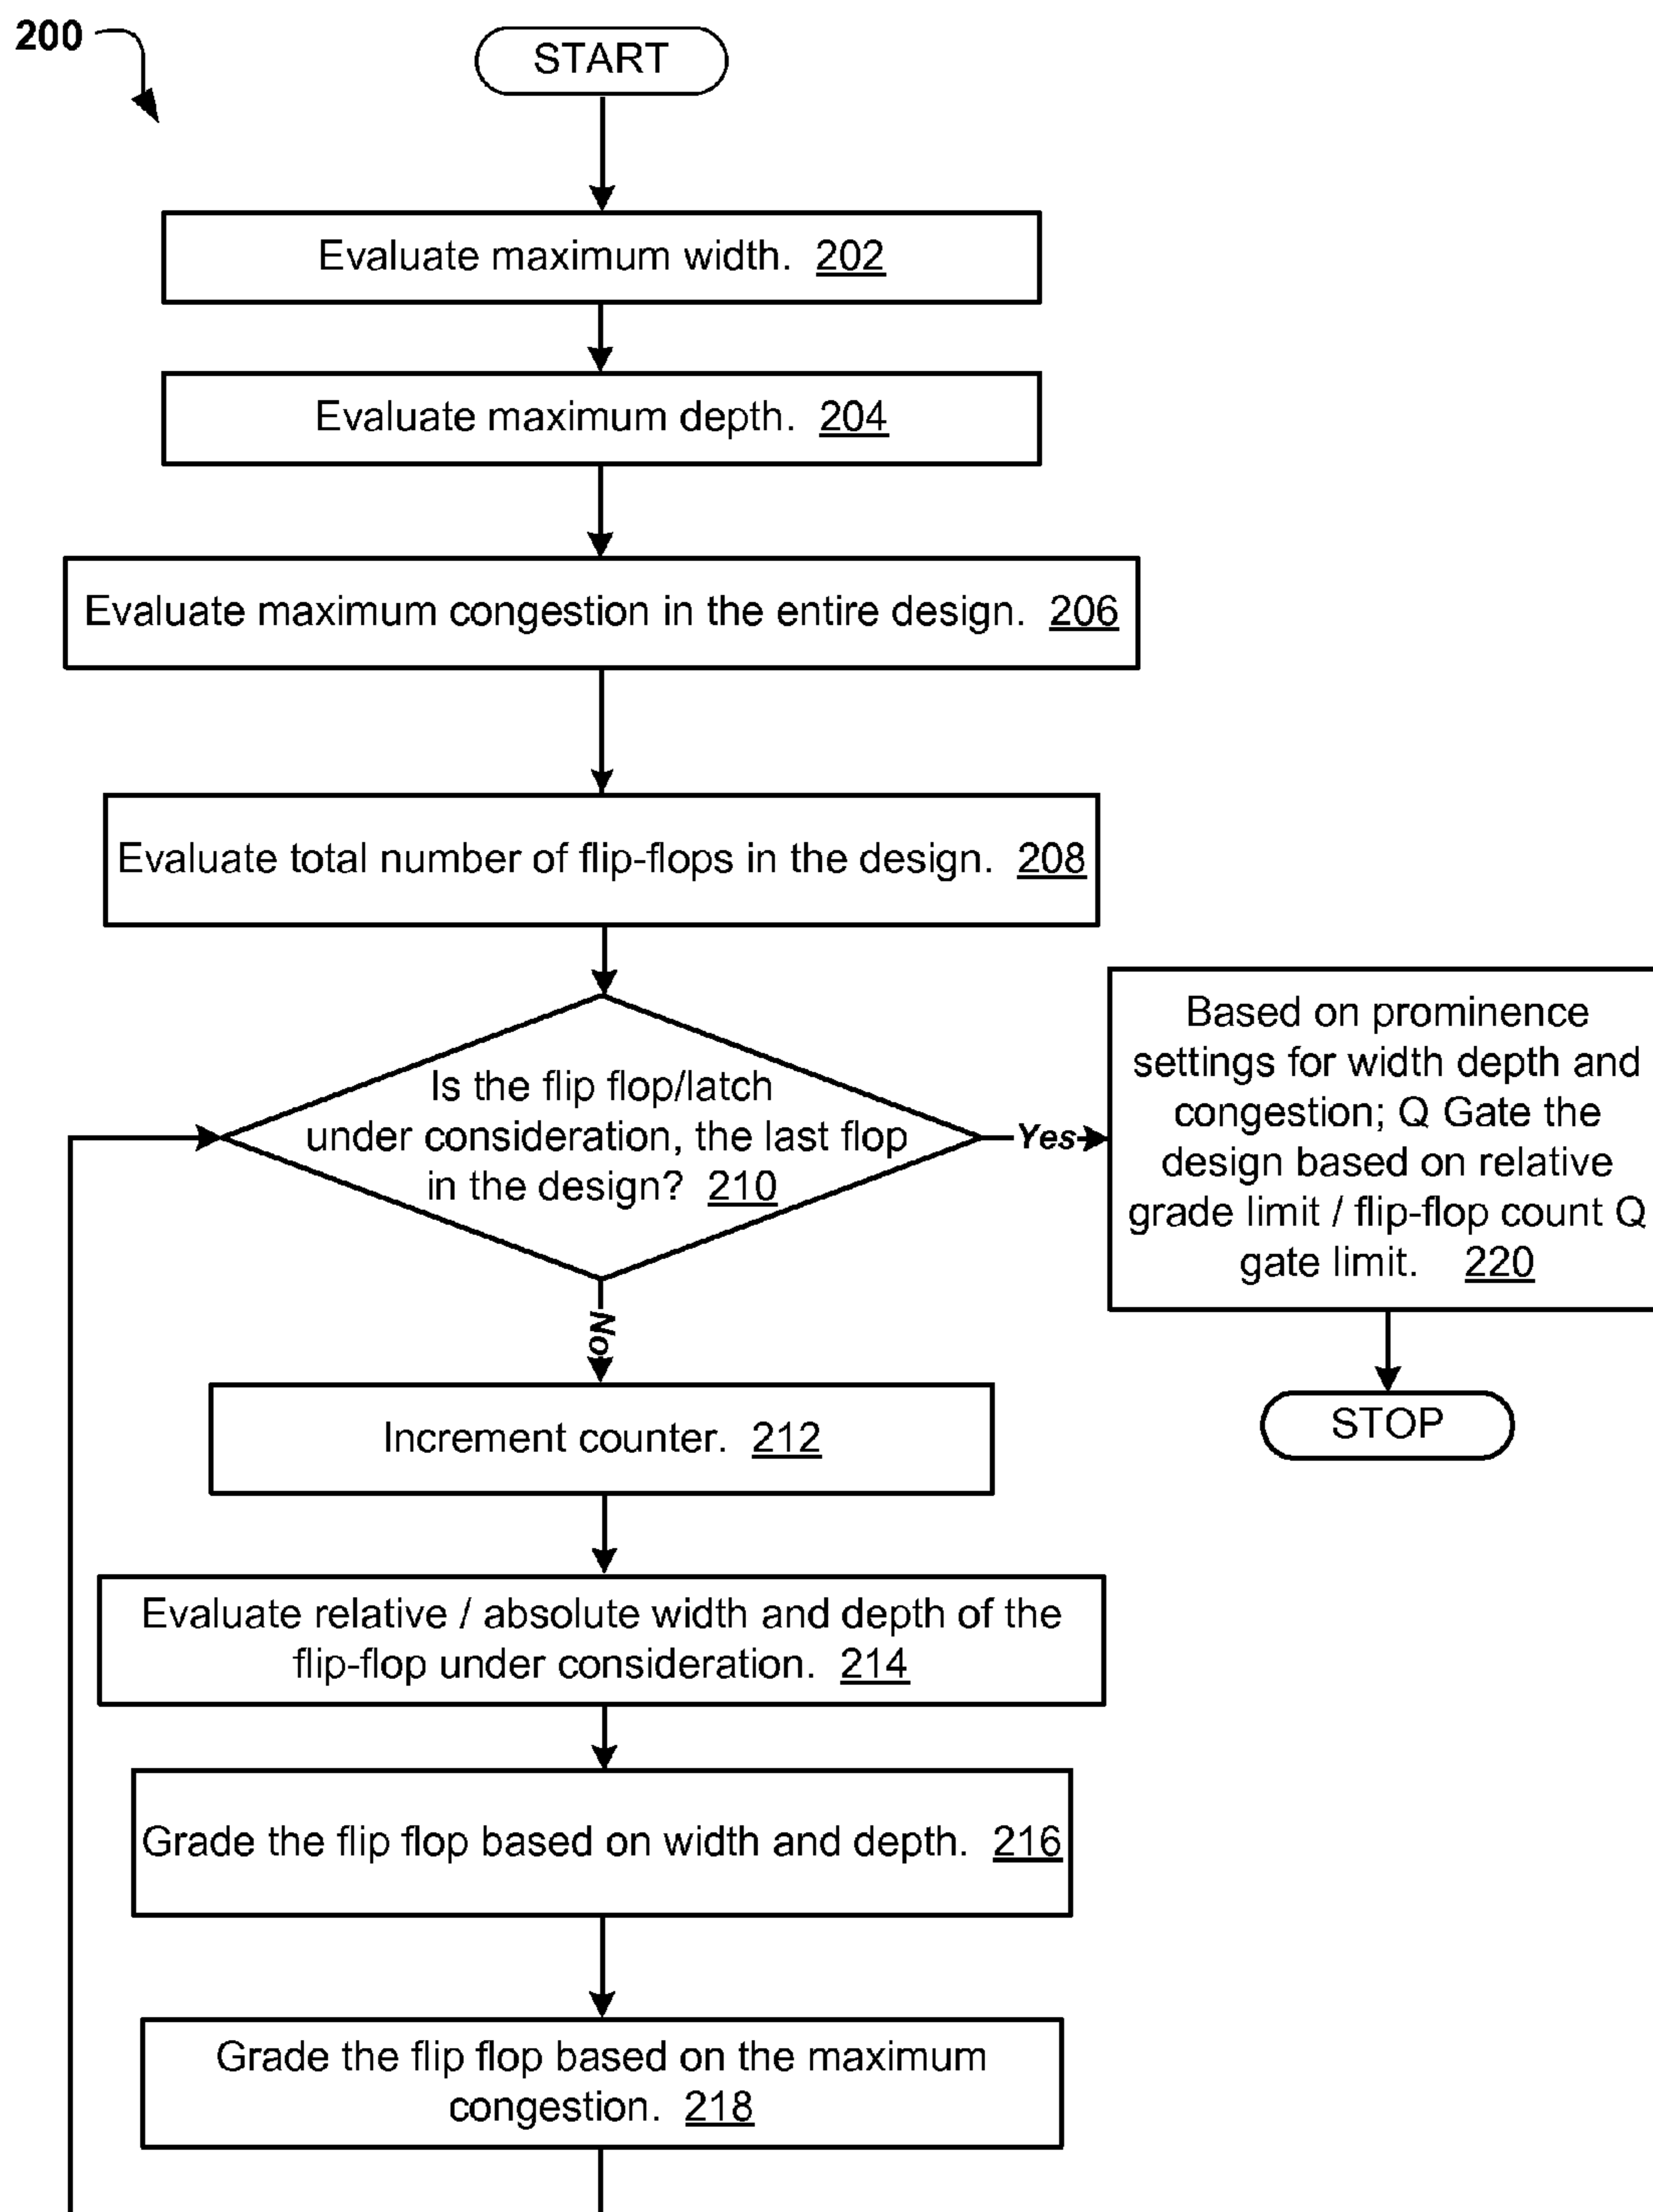 200
START
Evaluate maximum width. 202
Evaluate maximum depth. 204
Evaluate maximum congestion in the entire design. 206
Evaluate total number of flip-flops in the design. 208
Is the flip flop/latch
under consideration, the last flop
in the design? 210
Yes
Based on prominence
settings for width depth and
congestion; Q Gate the
design based on relative
grade limit / flip-flop count Q
gate limit. 220
STOP
No
Increment counter. 212
Evaluate relative / absolute width and depth of the
flip-flop under consideration. 214
Grade the flip flop based on width and depth. 216
Grade the flip flop based on the maximum
congestion. 218